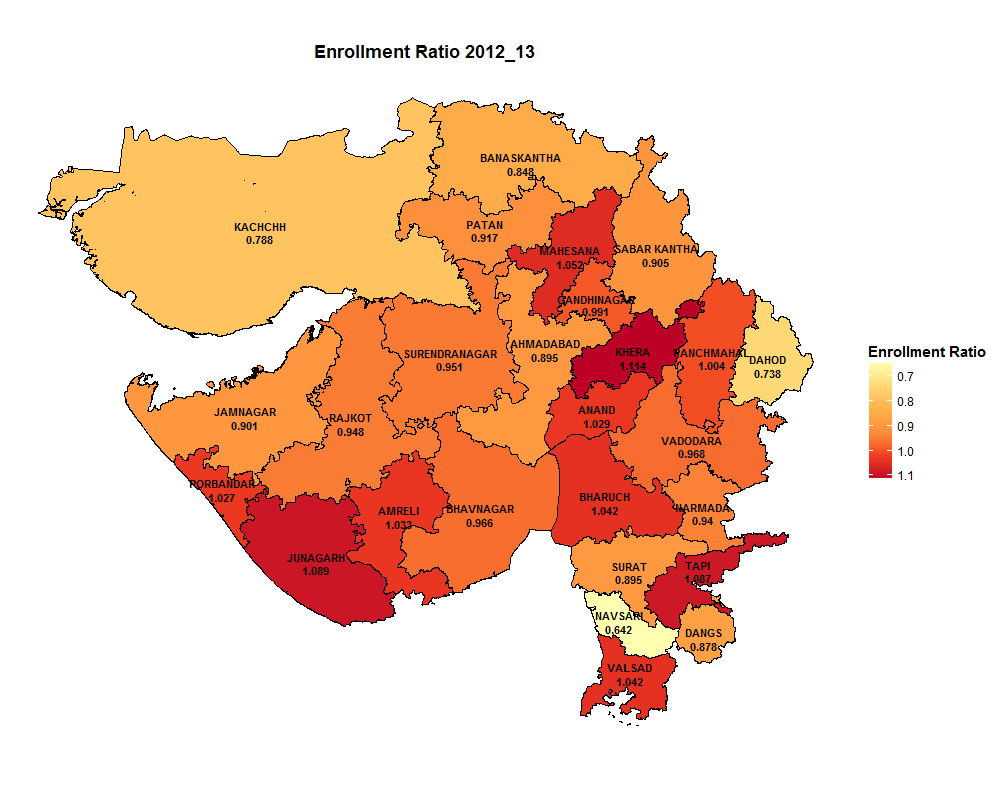 Enrollment Ratio 2012_13
BANASKANTHA
0.848
KACHCHH
0.788
PATAN
0.917
MAHESANA
1.052
SABAR KANTHA
0.905
GANDHINAGAR
0.991
AHMADABAD
0.895
SURENDRANAGAR
0.951
KHERA
1.114
PANCHMAHAL
1.004
DAHOD
0.738
JAMNAGAR
0.901
RAJKOT
0.948
ANAND
1.029
VADODARA
0.968
PORBANDAR
1.027
AMRELI
1.033
BHAVNAGAR
0.966
BHARUCH
1.042
NARMADA
0.94
JUNAGARH
1.089
SURAT
0.895
TAPI
1.087
NAVSARI
0.642
DANGS
0.878
VALSAD
1.042
Enrollment Ratio
0.7
0.8
0.9
1.0
1.1